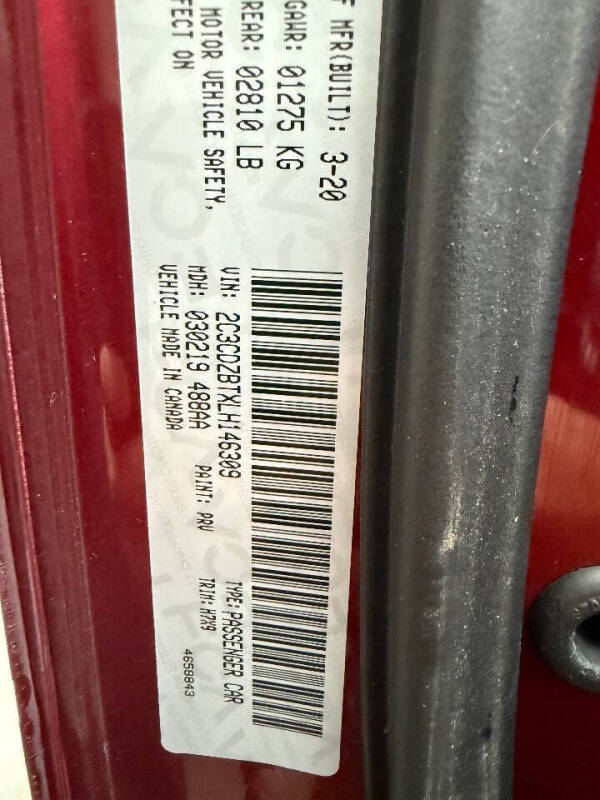 F MFR(BUILT): 3-20
GAWR: 01275 KG
REAR: 02810 LB
MOTOR VEHICLE SAFETY,
FECT ON
VIN: 2C3CDZBTXLH146309
TYPE: PASSENGER CAR
MDH: 030219 488AA
PAINT: PRV
TRIM: H7X9
VEHICLE MADE IN CANADA
4658843